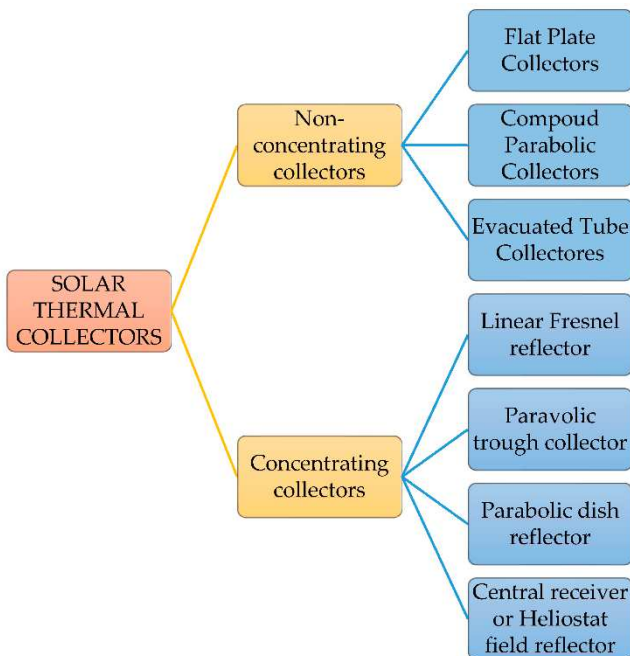 SOLAR
THERMAL
COLLECTORS
Non-
concentrating
collectors
Flat Plate
Collectors
Compoud
Parabolic
Collectors
Evacuated Tube
Collectores
Concentrating
collectors
Linear Fresnel
reflector
Paravolic
trough collector
Parabolic dish
reflector
Central receiver
or Heliostat
field reflector